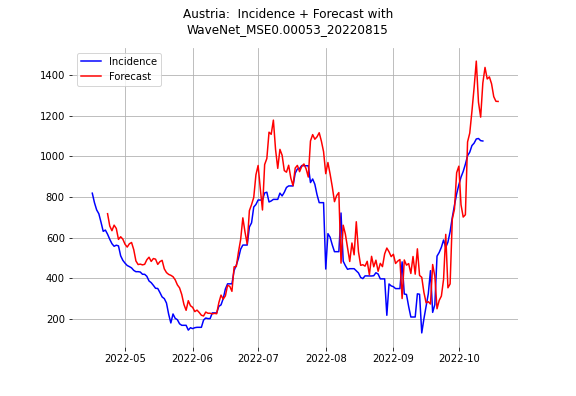 Austria:  Incidence + Forecast with
WaveNet_MSE0.00053_20220815
Incidence
Forecast
1400
1200
1000
800
600
400
200
2022-05 2022-06 2022-07 2022-08 2022-09 2022-10